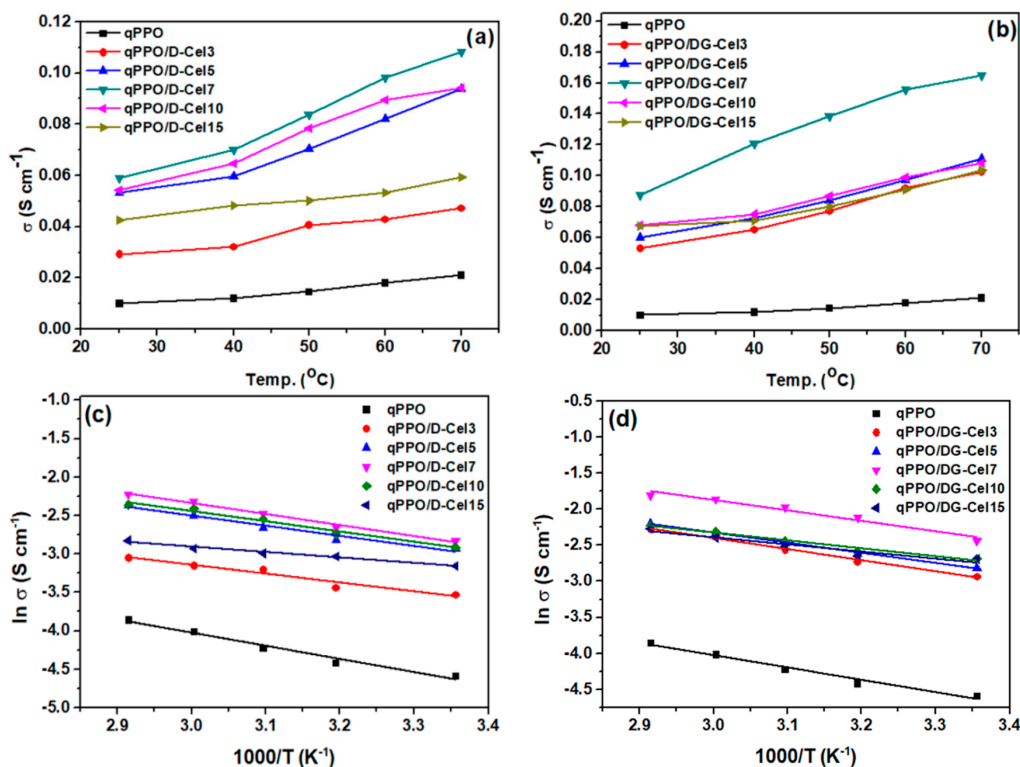 (a)
qPPO
qPPO/D-Cel3
qPPO/D-Cel5
qPPO/D-Cel7
qPPO/D-Cel10
qPPO/D-Cel15
0.12
0.10
0.08
0.06
0.04
0.02
0.00
σ (S cm⁻¹)
20 30 40 50 60 70
Temp. (°C)
(b)
qPPO
qPPO/DG-Cel3
qPPO/DG-Cel5
qPPO/DG-Cel7
qPPO/DG-Cel10
qPPO/DG-Cel15
0.20
0.18
0.16
0.14
0.12
0.10
0.08
0.06
0.04
0.02
0.00
σ (S cm⁻¹)
20 30 40 50 60 70
Temp. (°C)
(c)
qPPO
qPPO/D-Cel3
qPPO/D-Cel5
qPPO/D-Cel7
qPPO/D-Cel10
qPPO/D-Cel15
-1.5
-2.0
-2.5
-3.0
-3.5
-4.0
-4.5
-5.0
ln σ (S cm⁻¹)
2.9 3.0 3.1 3.2 3.3 3.4
1000/T (K⁻¹)
(d)
qPPO
qPPO/DG-Cel3
qPPO/DG-Cel5
qPPO/DG-Cel7
qPPO/DG-Cel10
qPPO/DG-Cel15
-0.5
-1.0
-1.5
-2.0
-2.5
-3.0
-3.5
-4.0
-4.5
ln σ (S cm⁻¹)
2.9 3.0 3.1 3.2 3.3 3.4
1000/T (K⁻¹)